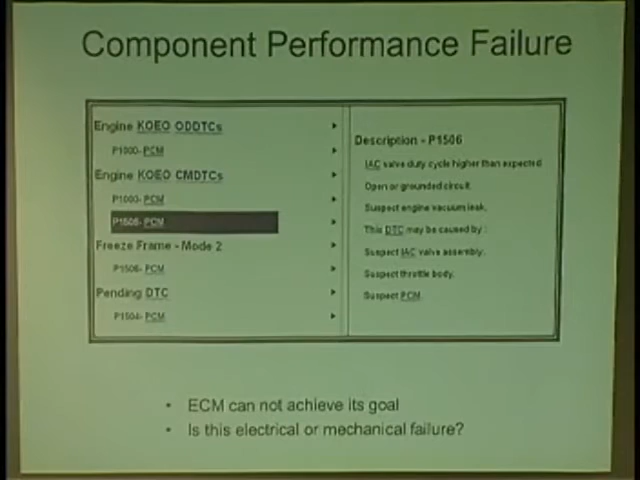 Component Performance Failure
Engine KOEO ODDTCs
P1000- PCM
Engine KOEO CMDTCs
P1000- PCM
P1506- PCM
Freeze Frame - Mode 2
P1506- PCM
Pending DTC
P1504- PCM
Description - P1506
IAC valve duty cycle higher than expected
Open or grounded circuit.
Suspect engine vacuum leak.
This DTC may be caused by :
Suspect IAC valve assembly.
Suspect throttle body.
Suspect PCM.
• ECM can not achieve its goal
• Is this electrical or mechanical failure?